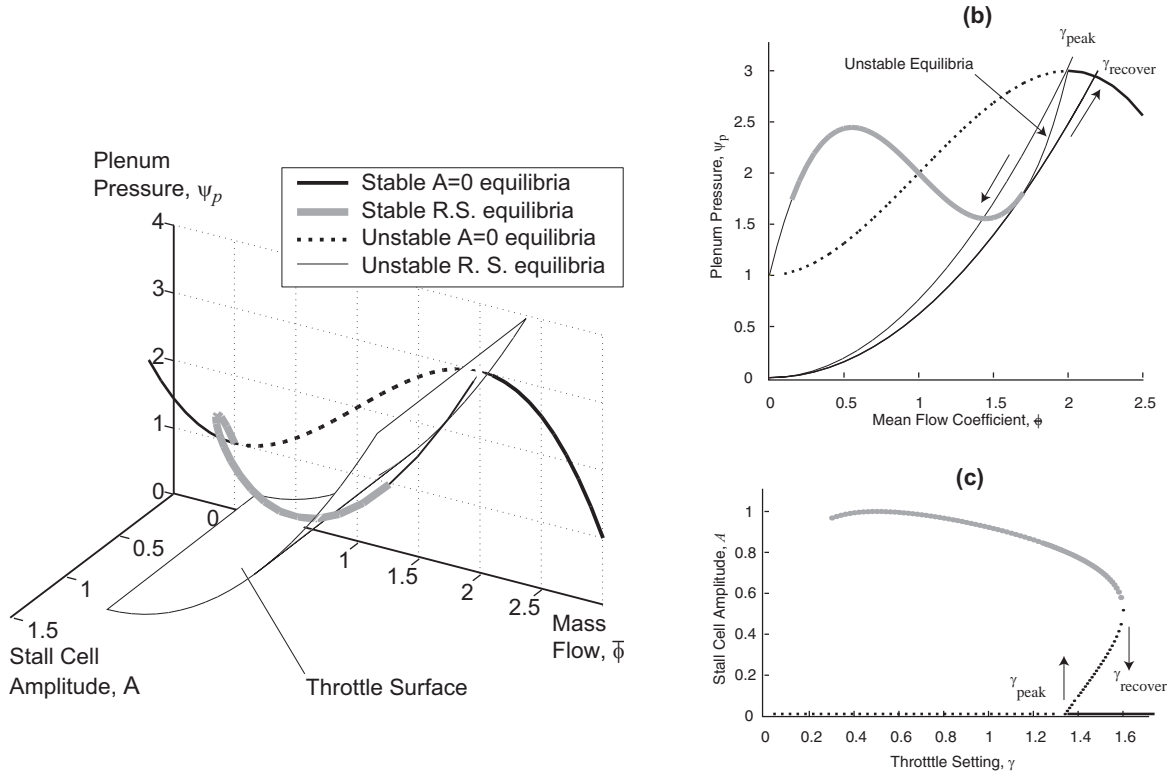 Plenum
Pressure, ψp
Stable A=0 equilibria
Stable R.S. equilibria
Unstable A=0 equilibria
Unstable R. S. equilibria
4
3
2
1
0
0
0.5
1
1.5
1
1.5
2
2.5
Stall Cell
Amplitude, A
Mass
Flow, ϕ̅
Throttle Surface
(b)
γpeak
γrecover
Unstable Equilibria
Plenum Pressure, ψp
3
2.5
2
1.5
1
0.5
0
0 0.5 1 1.5 2 2.5
Mean Flow Coefficient, ϕ̅
(c)
Stall Cell Amplitude, A
1
0.8
0.6
0.4
0.2
0
γpeak
γrecover
0 0.2 0.4 0.6 0.8 1 1.2 1.4 1.6
Throtttle Setting, γ